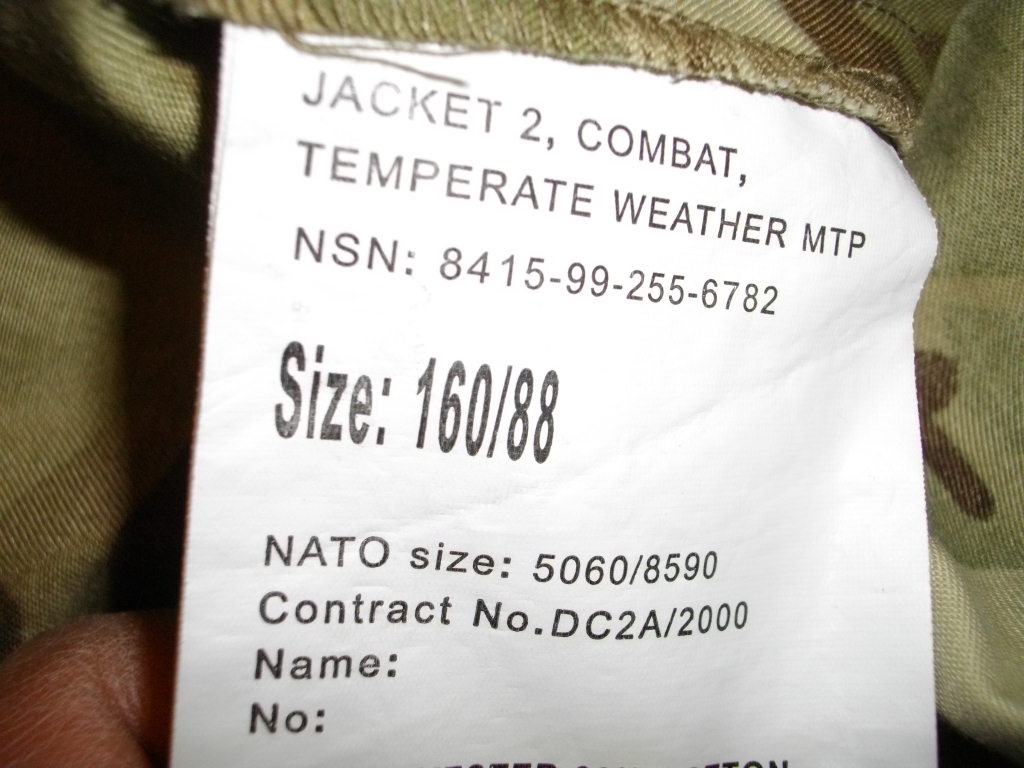 JACKET 2, COMBAT,
TEMPERATE WEATHER MTP
NSN: 8415-99-255-6782
Size: 160/88
NATO size: 5060/8590
Contract No.DC2A/2000
Name:
No: